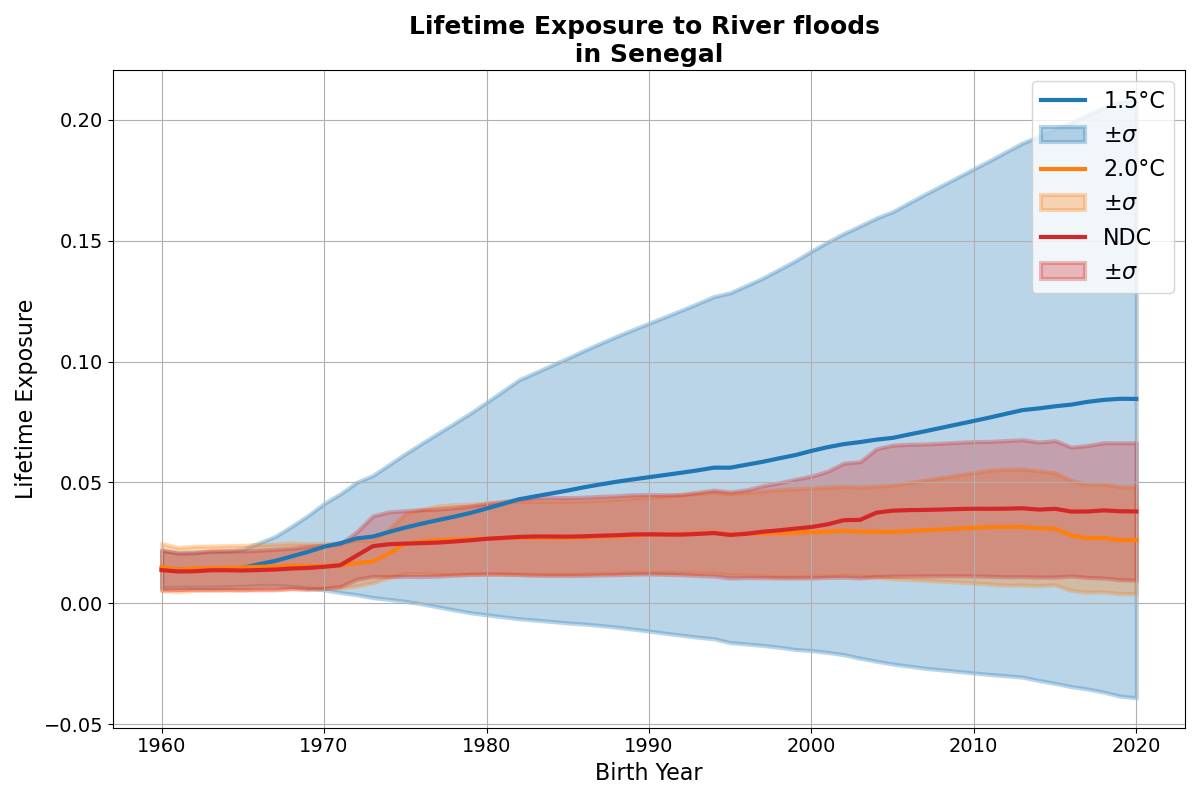 Lifetime Exposure to River floods
in Senegal
Lifetime Exposure
0.20
0.15
0.10
0.05
0.00
−0.05
1960
1970
1980
1990
2000
2010
2020
Birth Year
1.5°C
±σ
2.0°C
±σ
NDC
±σ